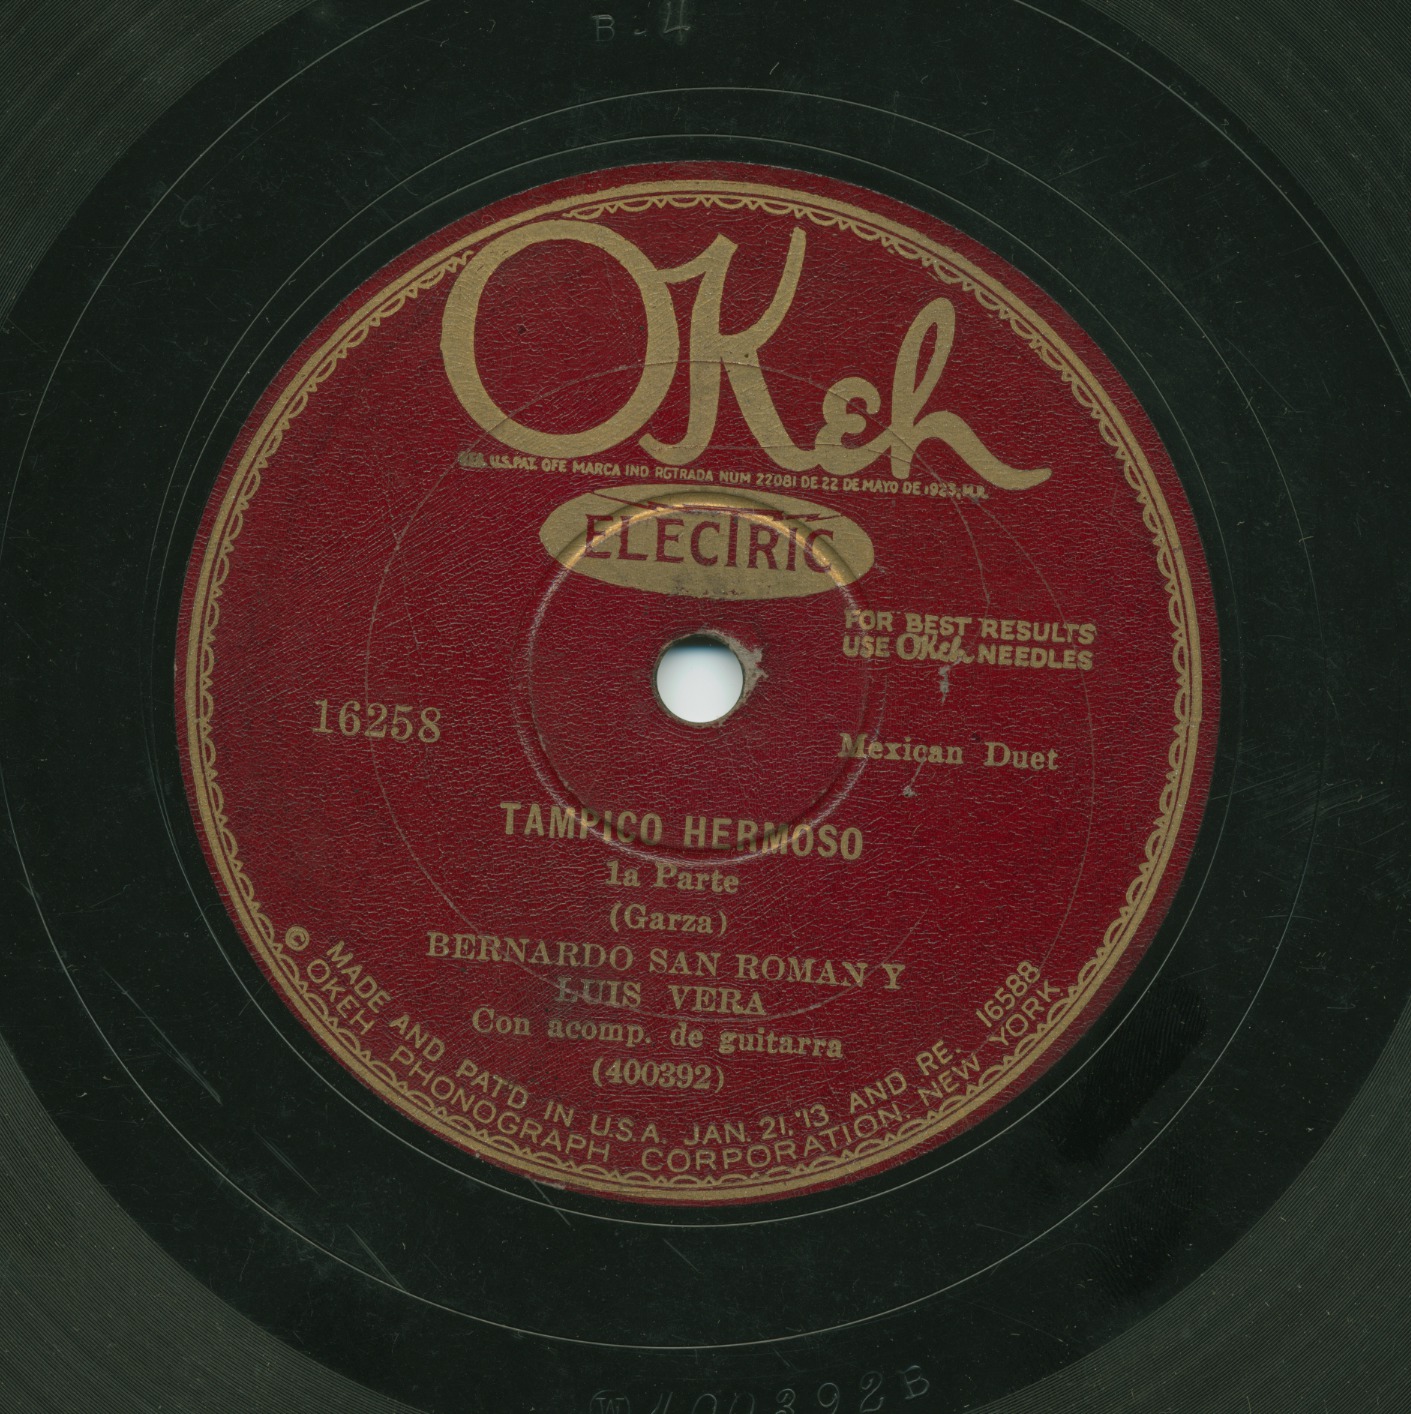 B-4
OKeh
REG. U.S. PAT. OFF. MARCA IND RGTRADA NUM 22081 DE 22 DE MAYO DE 1923, M.R.
ELECTRIC
FOR BEST RESULTS
USE OKeh NEEDLES
16258
Mexican Duet
TAMPICO HERMOSO
1a Parte
(Garza)
BERNARDO SAN ROMAN Y
LUIS VERA
Con acomp. de guitarra
(400392)
© MADE AND PAT'D IN U.S.A. JAN. 21, '13 AND RE. 16588
OKEH PHONOGRAPH CORPORATION, NEW YORK
W 400392B